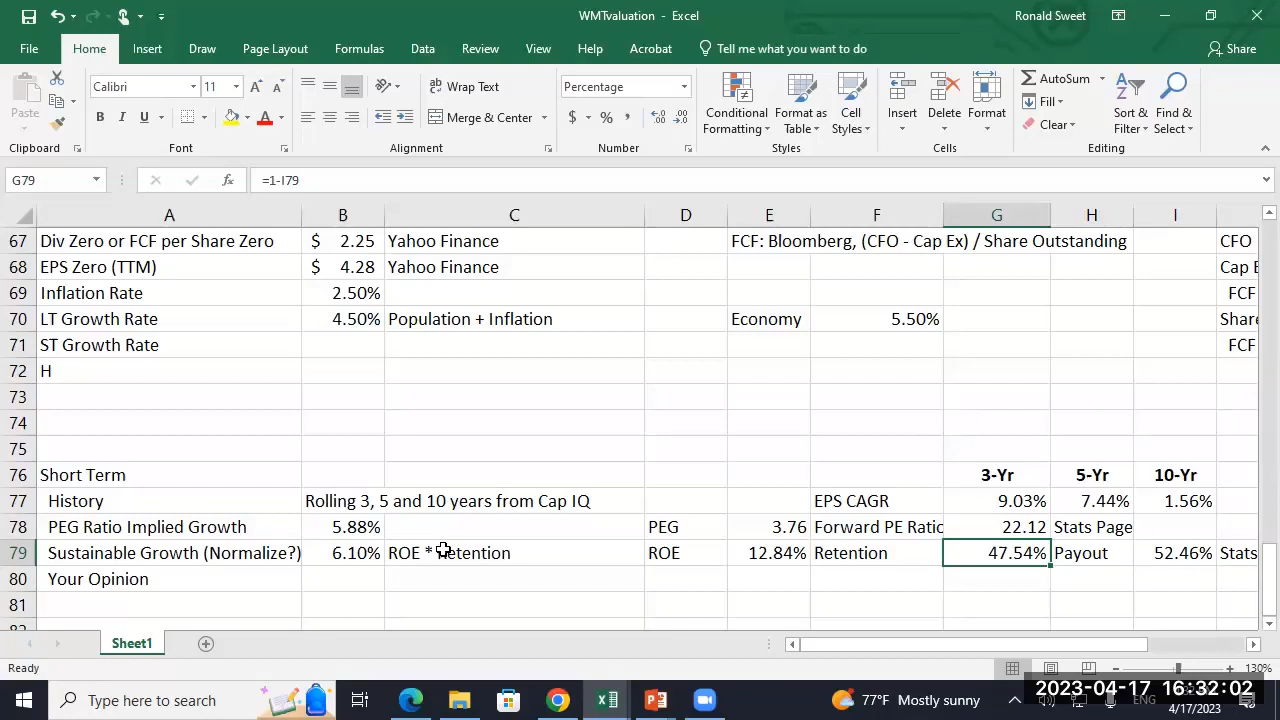 WMTvaluation - Excel
Ronald Sweet
File Home Insert Draw Page Layout Formulas Data Review View Help Acrobat Tell me what you want to do Share
Paste
Calibri 11
B I U A
ab Wrap Text
Merge & Center
Percentage
$ % ,
Conditional Formatting
Format as Table
Cell Styles
Insert
Delete
Format
AutoSum
Fill
Clear
Sort & Filter
Find & Select
Clipboard Font Alignment Number Styles Cells Editing
G79 fx =1-I79
A B C D E F G H I
67 Div Zero or FCF per Share Zero $ 2.25 Yahoo Finance FCF: Bloomberg, (CFO - Cap Ex) / Share Outstanding CFO
68 EPS Zero (TTM) $ 4.28 Yahoo Finance Cap E
69 Inflation Rate 2.50% FCF
70 LT Growth Rate 4.50% Population + Inflation Economy 5.50% Share
71 ST Growth Rate FCF
72 H
73
74
75
76 Short Term 3-Yr 5-Yr 10-Yr
77 History Rolling 3, 5 and 10 years from Cap IQ EPS CAGR 9.03% 7.44% 1.56%
78 PEG Ratio Implied Growth 5.88% PEG 3.76 Forward PE Ratio 22.12 Stats Page
79 Sustainable Growth (Normalize?) 6.10% ROE * Retention ROE 12.84% Retention 47.54% Payout 52.46% Stats
80 Your Opinion
81
Sheet1
Ready
130%
Type here to search
77°F Mostly sunny
2023-04-17 16:32:02
ENG
4/17/2023